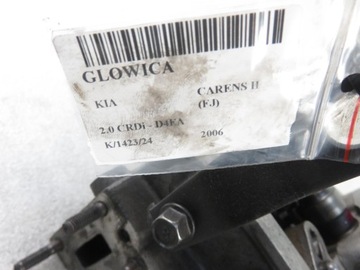 GLOWICA
KIA CARENS II
(FJ)
2.0 CRDi - D4EA 2006
K/1423/24